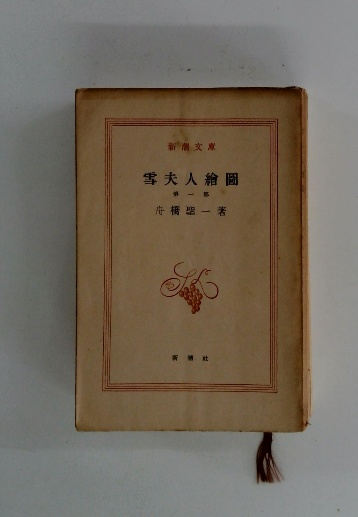 新潮文庫
雪夫人繪圖
第一部
舟橋聖一著
新潮社